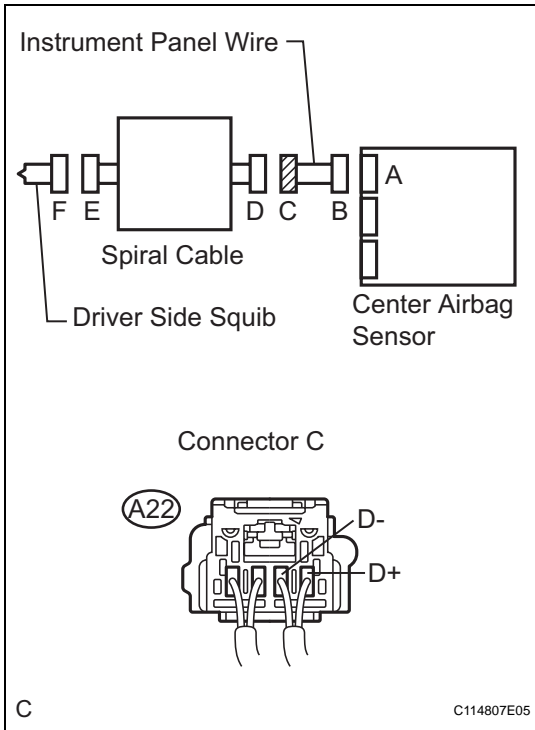 Instrument Panel Wire
A
F E D C B
Spiral Cable
Center Airbag
Sensor
Driver Side Squib
Connector C
A22
D-
D+
C
C114807E05